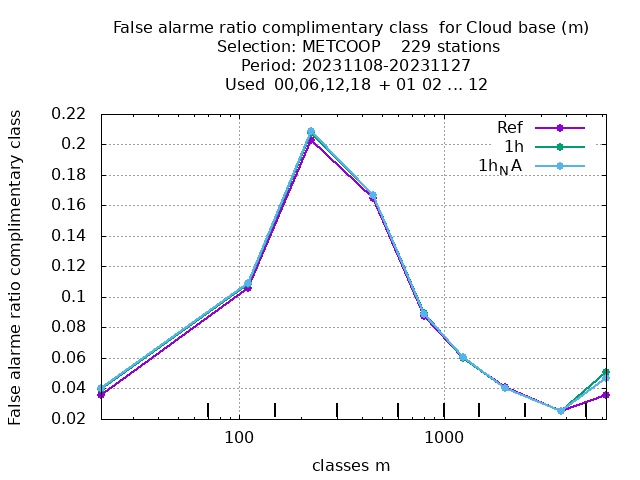 False alarme ratio complimentary class  for Cloud base (m)
Selection: METCOOP    229 stations
Period: 20231108-20231127
Used  00,06,12,18 + 01 02 ... 12
False alarme ratio complimentary class
0.22
0.2
0.18
0.16
0.14
0.12
0.1
0.08
0.06
0.04
0.02
Ref
1h
1h_NA
100 1000
classes m